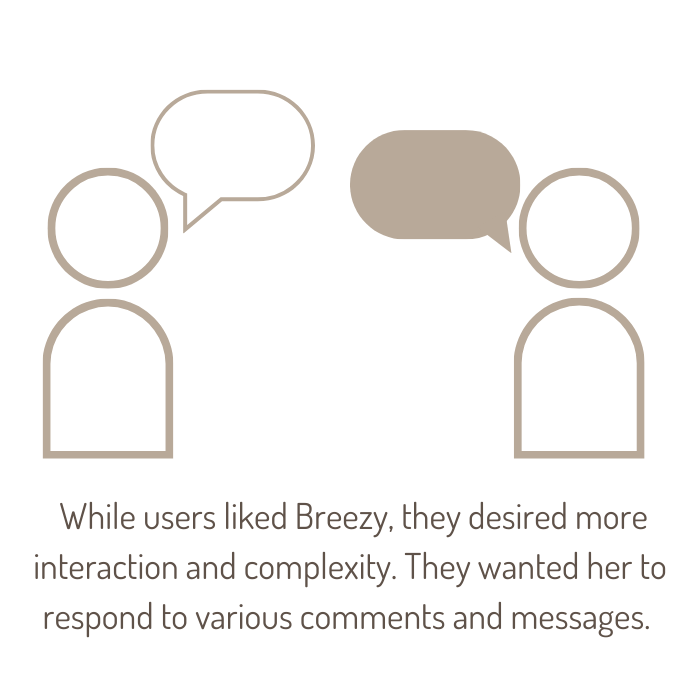 While users liked Breezy, they desired more
interaction and complexity. They wanted her to
respond to various comments and messages.